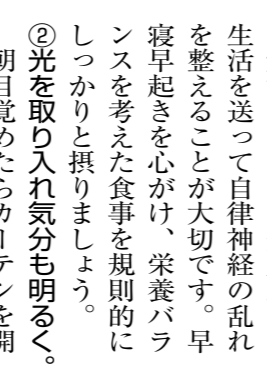 生活を送って自律神経の乱れ
を整えることが大切です。早
寝早起きを心がけ、栄養バラ
ンスを考えた食事を規則的に
しっかりと摂りましょう。
②光を取り入れ気分も明るく。
朝目覚めたらカーテンを開